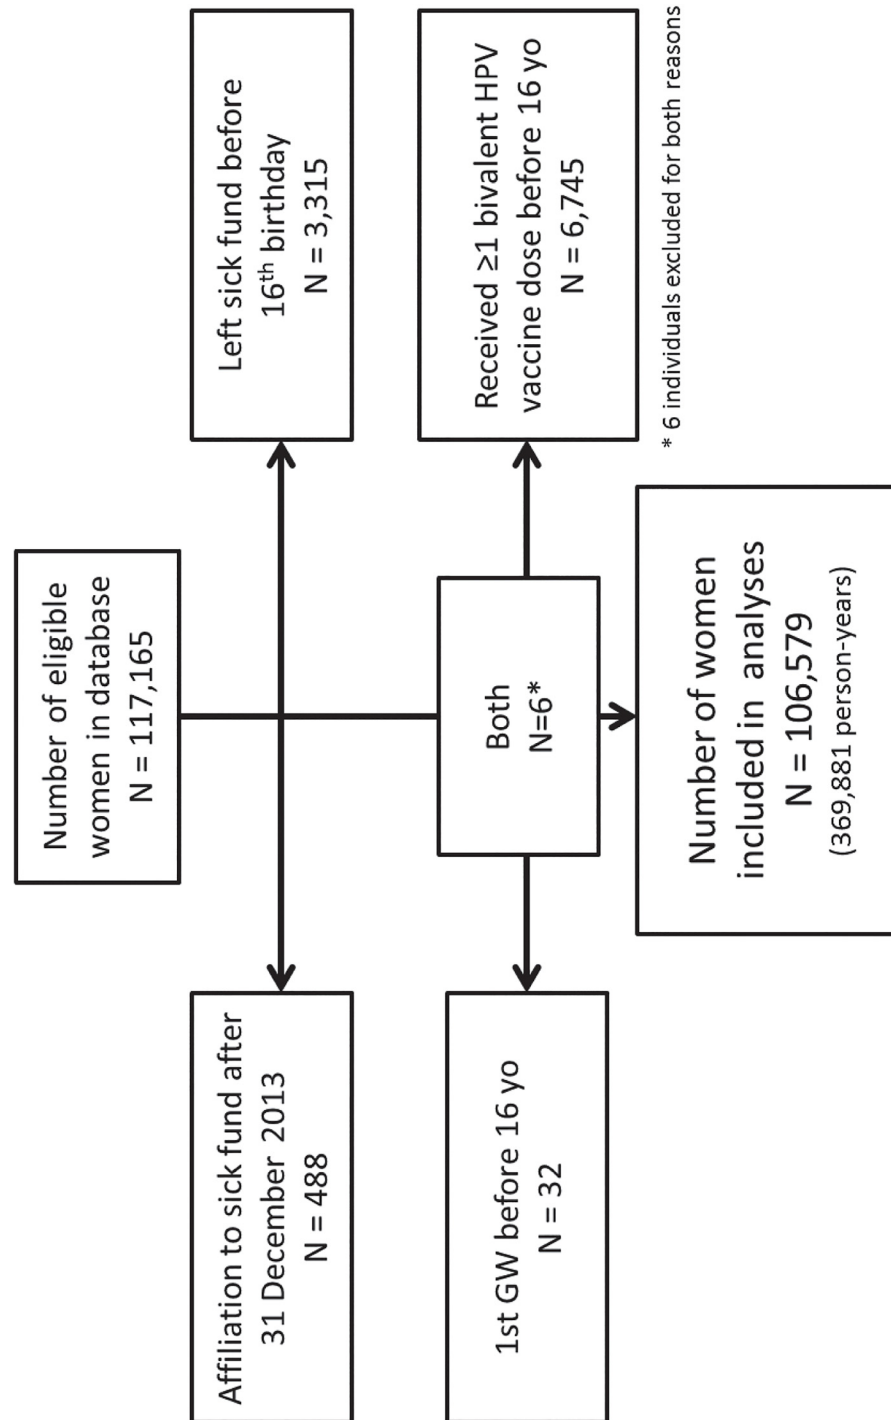 Number of eligible
women in database
N = 117,165
Affiliation to sick fund after
31 December 2013
N = 488
Left sick fund before
16th birthday
N = 3,315
1st GW before 16 yo
N = 32
Both
N=6*
Received ≥1 bivalent HPV
vaccine dose before 16 yo
N = 6,745
Number of women
included in analyses
N = 106,579
(369,881 person-years)
* 6 individuals excluded for both reasons